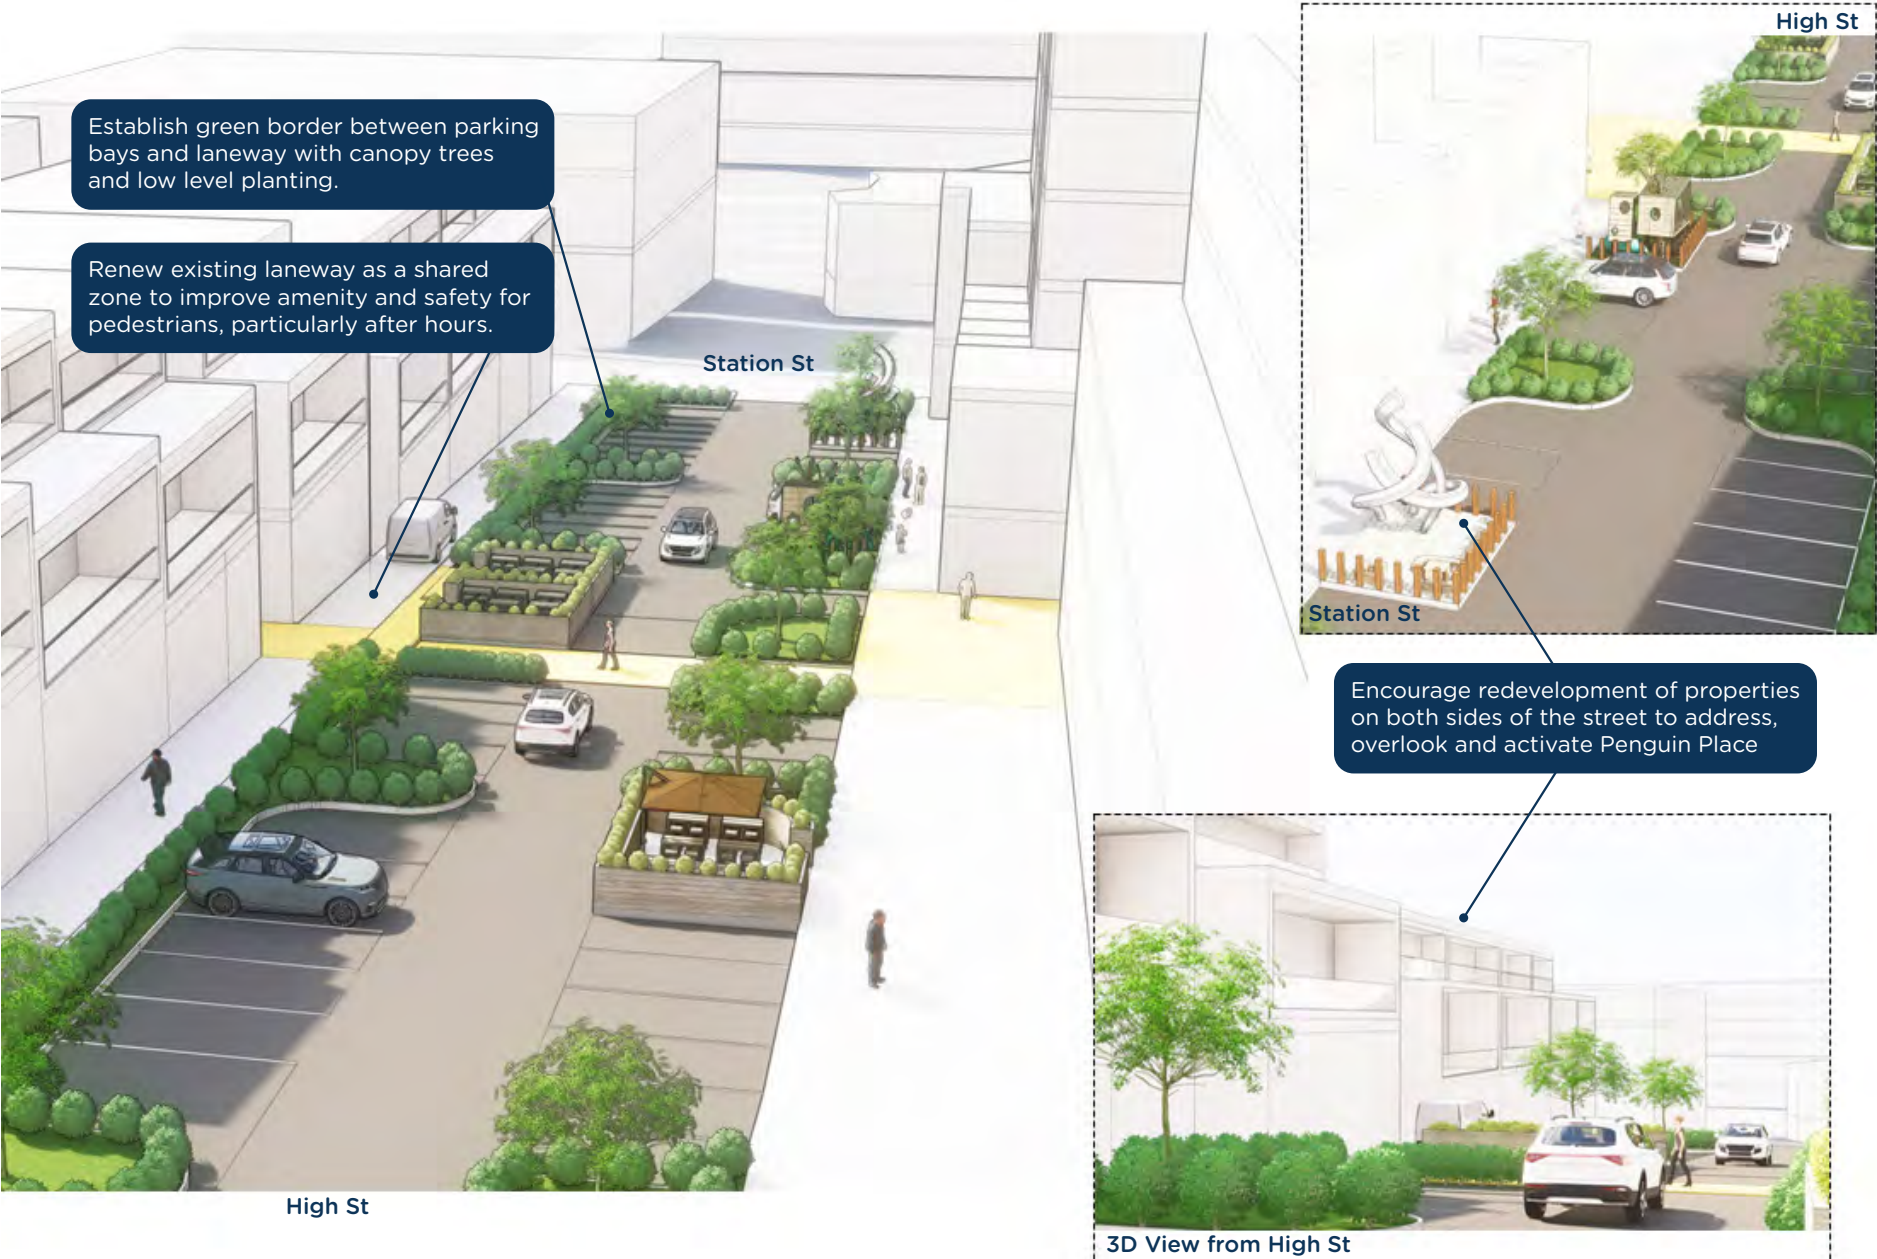 High St
Establish green border between parking
bays and laneway with canopy trees
and low level planting.
Renew existing laneway as a shared
zone to improve amenity and safety for
pedestrians, particularly after hours.
Station St
Station St
Encourage redevelopment of properties
on both sides of the street to address,
overlook and activate Penguin Place
High St
3D View from High St